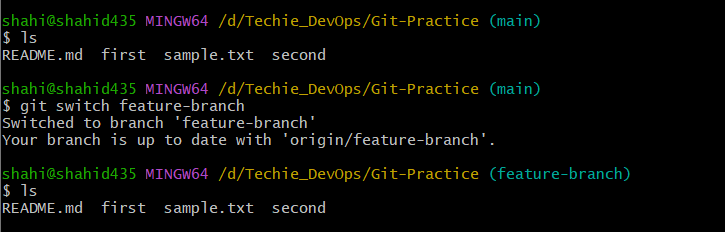 shahi@shahid435 MINGW64 /d/Techie_DevOps/Git-Practice (main)
$ ls
README.md  first  sample.txt  second
shahi@shahid435 MINGW64 /d/Techie_DevOps/Git-Practice (main)
$ git switch feature-branch
Switched to branch 'feature-branch'
Your branch is up to date with 'origin/feature-branch'.
shahi@shahid435 MINGW64 /d/Techie_DevOps/Git-Practice (feature-branch)
$ ls
README.md  first  sample.txt  second